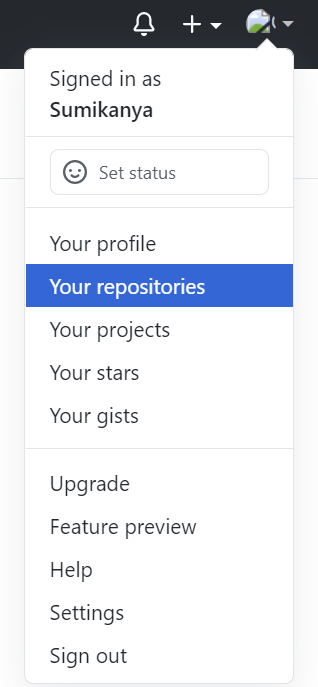 Signed in as
Sumikanya
Set status
Your profile
Your repositories
Your projects
Your stars
Your gists
Upgrade
Feature preview
Help
Settings
Sign out